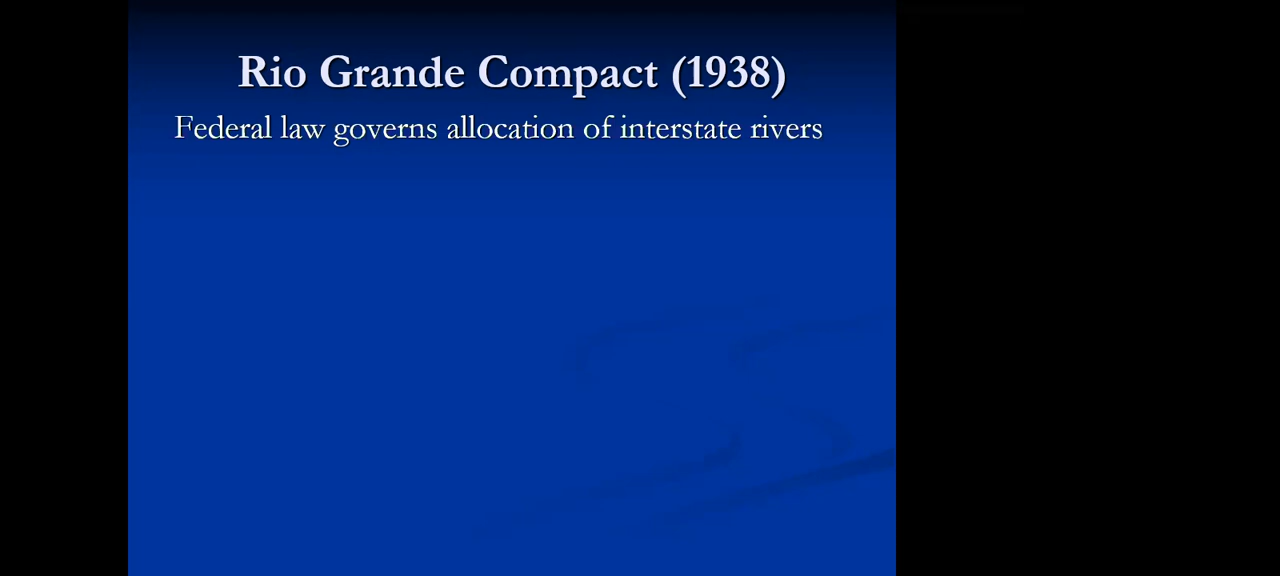 Rio Grande Compact (1938)
Federal law governs allocation of interstate rivers